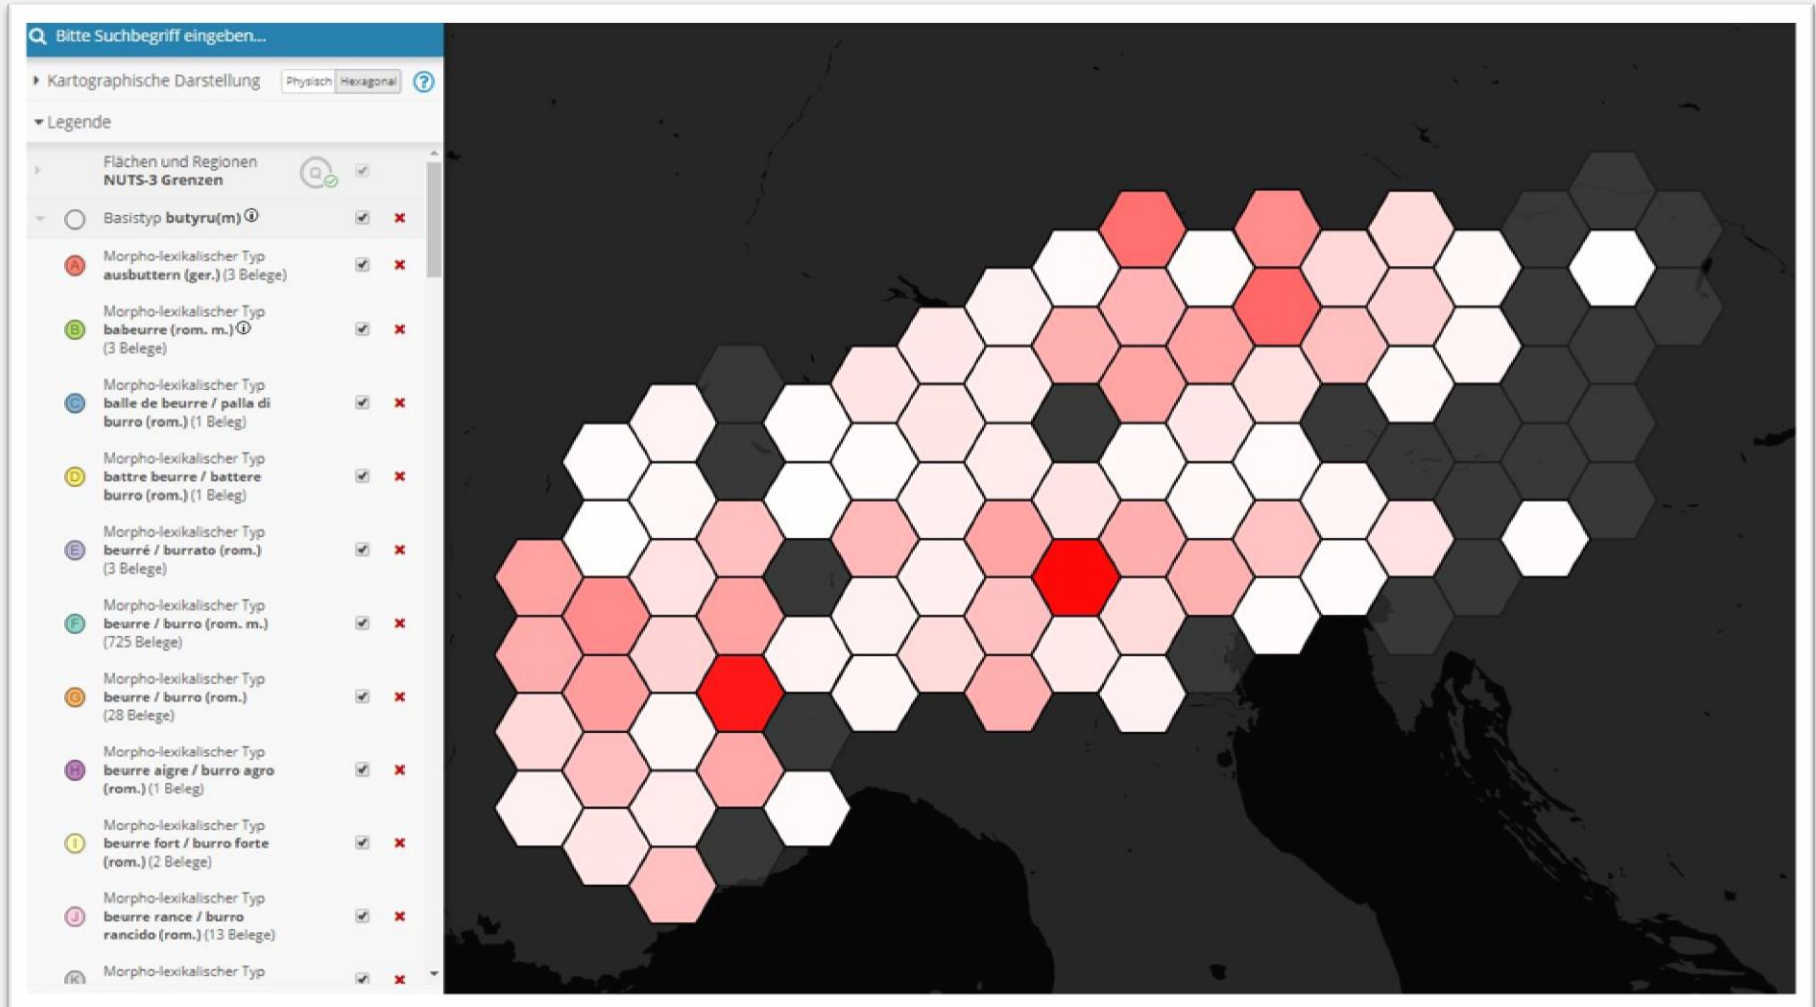 Bitte Suchbegriff eingeben...
Kartographische Darstellung Physisch Hexagonal ?
Legende
Flächen und Regionen
NUTS-3 Grenzen
Q
Basistyp butyru(m)
A
Morpho-lexikalischer Typ
ausbuttern (ger.) (3 Belege)
B
Morpho-lexikalischer Typ
babeurre (rom. m.)
(3 Belege)
C
Morpho-lexikalischer Typ
balle de beurre / palla di
burro (rom.) (1 Beleg)
D
Morpho-lexikalischer Typ
battre beurre / battere
burro (rom.) (1 Beleg)
E
Morpho-lexikalischer Typ
beurré / burrato (rom.)
(3 Belege)
F
Morpho-lexikalischer Typ
beurre / burro (rom. m.)
(725 Belege)
G
Morpho-lexikalischer Typ
beurre / burro (rom.)
(28 Belege)
H
Morpho-lexikalischer Typ
beurre aigre / burro agro
(rom.) (1 Beleg)
I
Morpho-lexikalischer Typ
beurre fort / burro forte
(rom.) (2 Belege)
J
Morpho-lexikalischer Typ
beurre rance / burro
rancido (rom.) (13 Belege)
K
Morpho-lexikalischer Typ